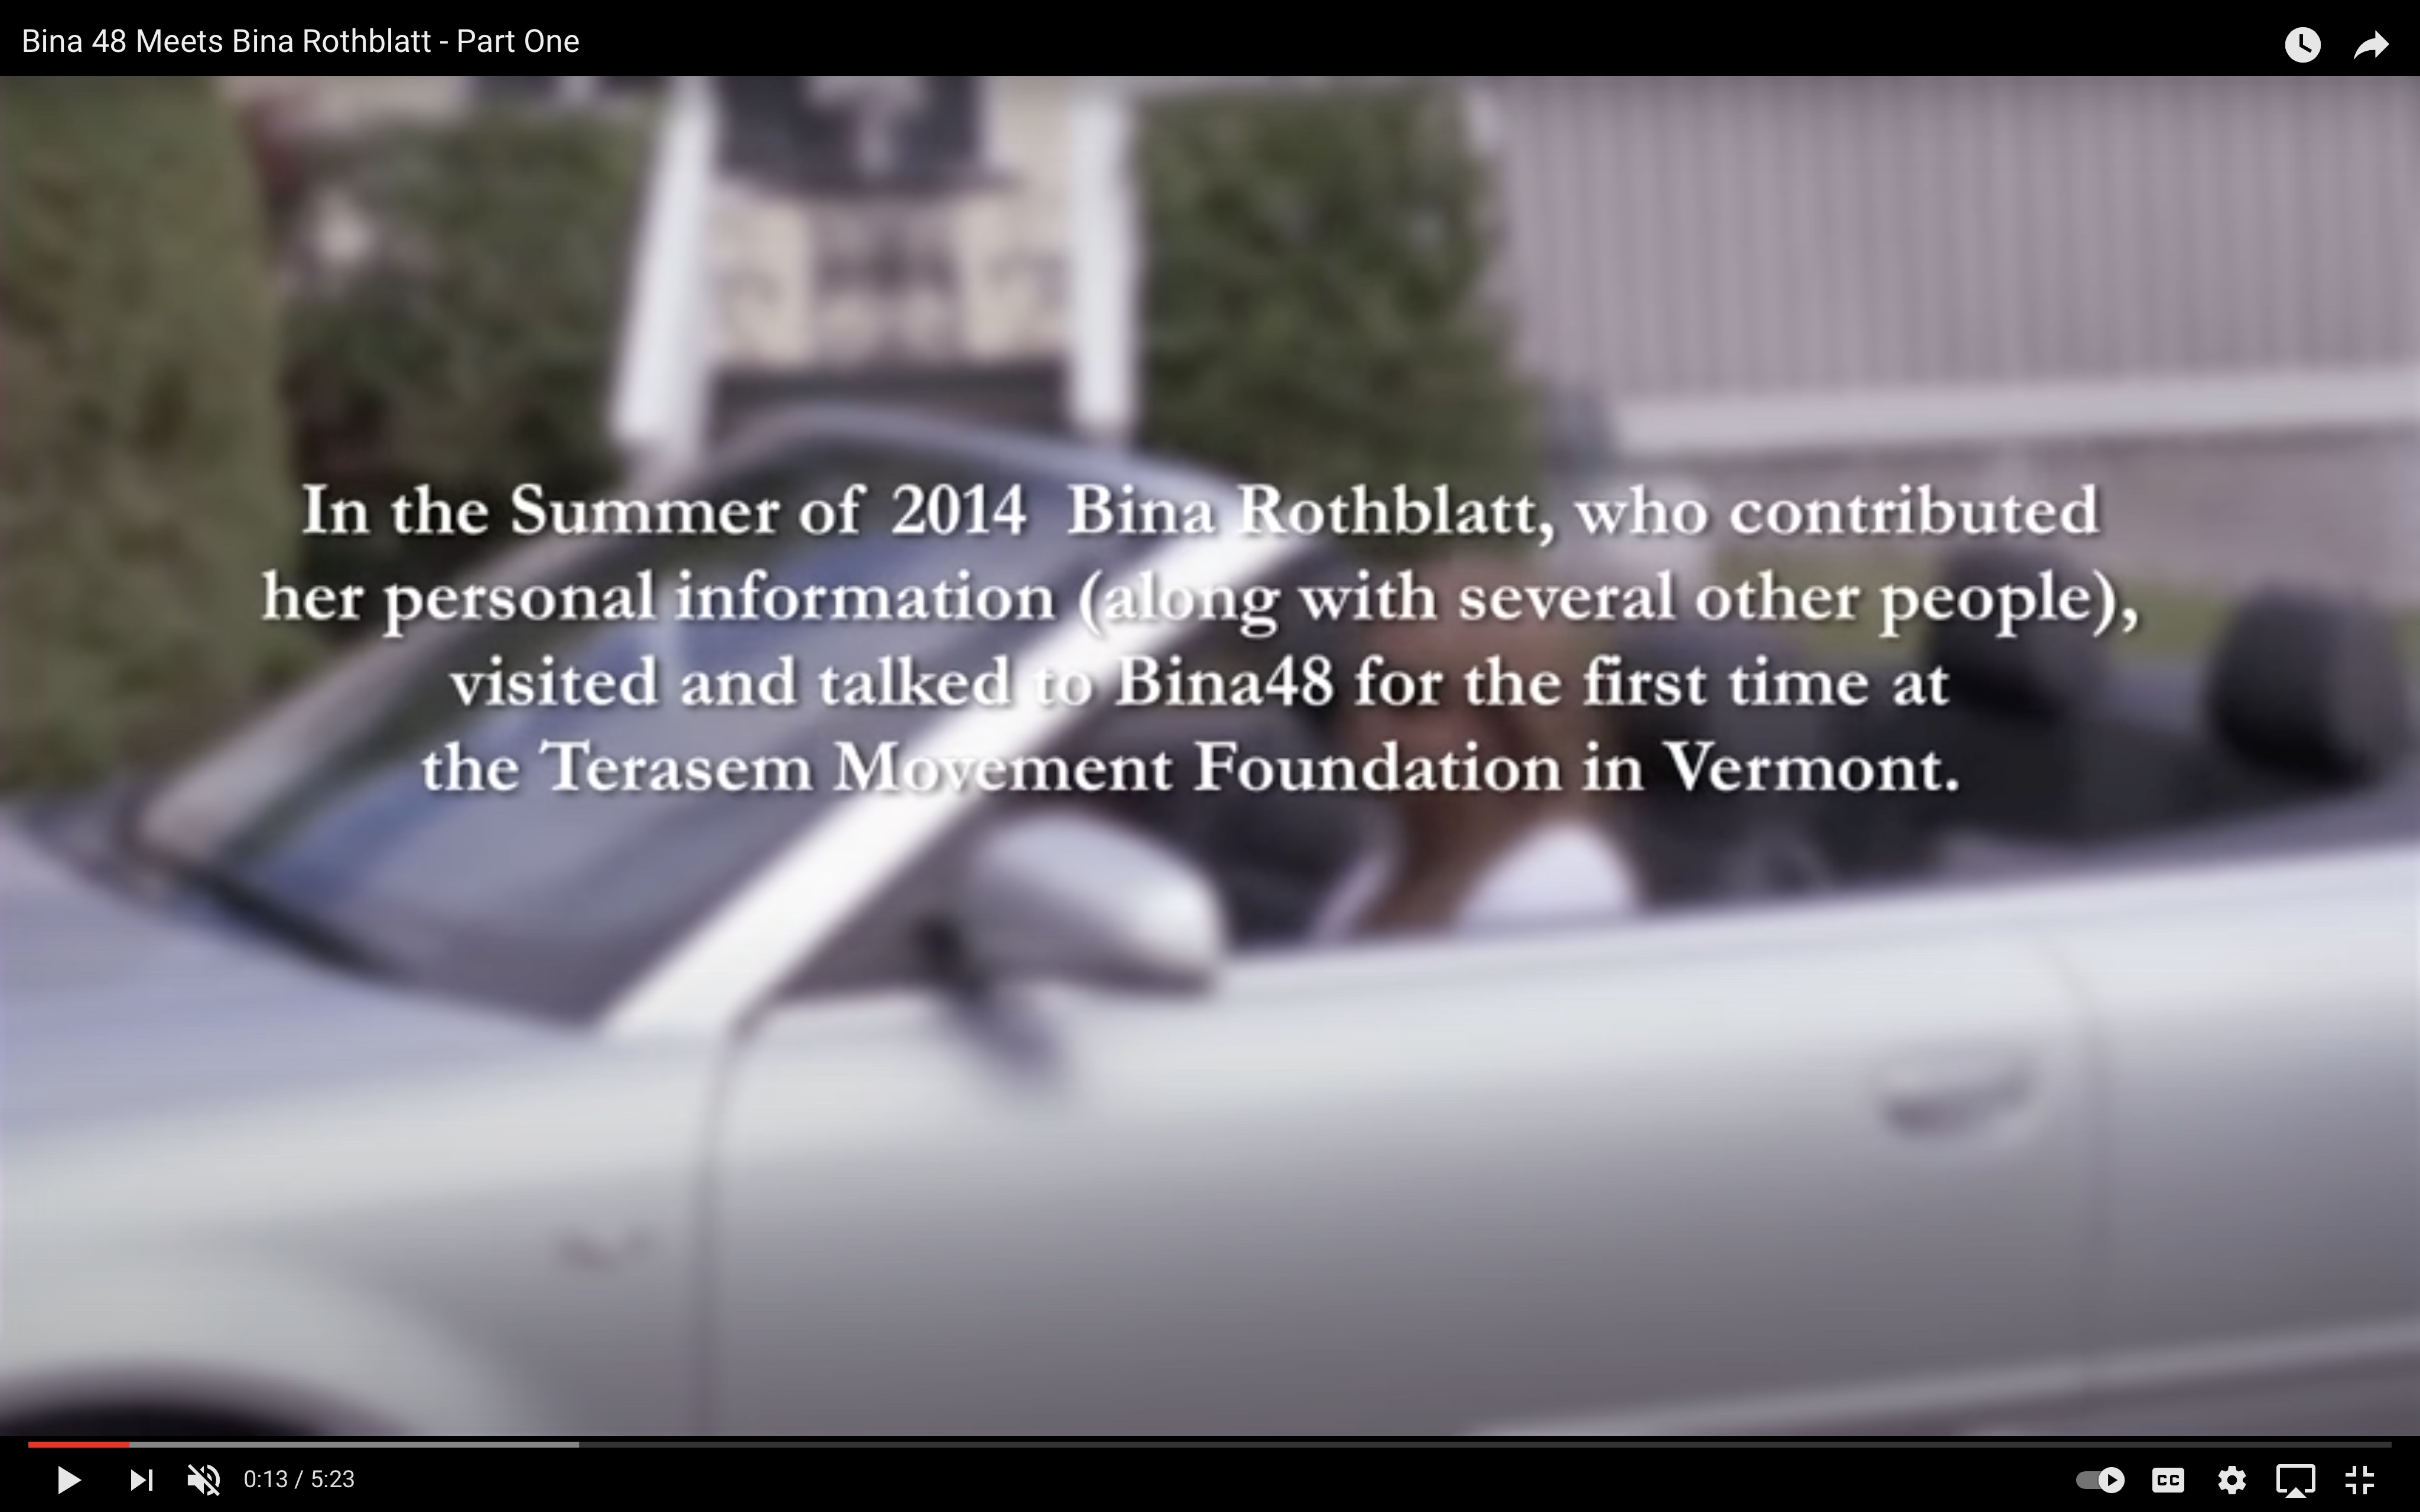 Bina 48 Meets Bina Rothblatt - Part One
In the Summer of 2014 Bina Rothblatt, who contributed
her personal information (along with several other people),
visited and talked to Bina48 for the first time at
the Terasem Movement Foundation in Vermont.
0:13 / 5:23
CC